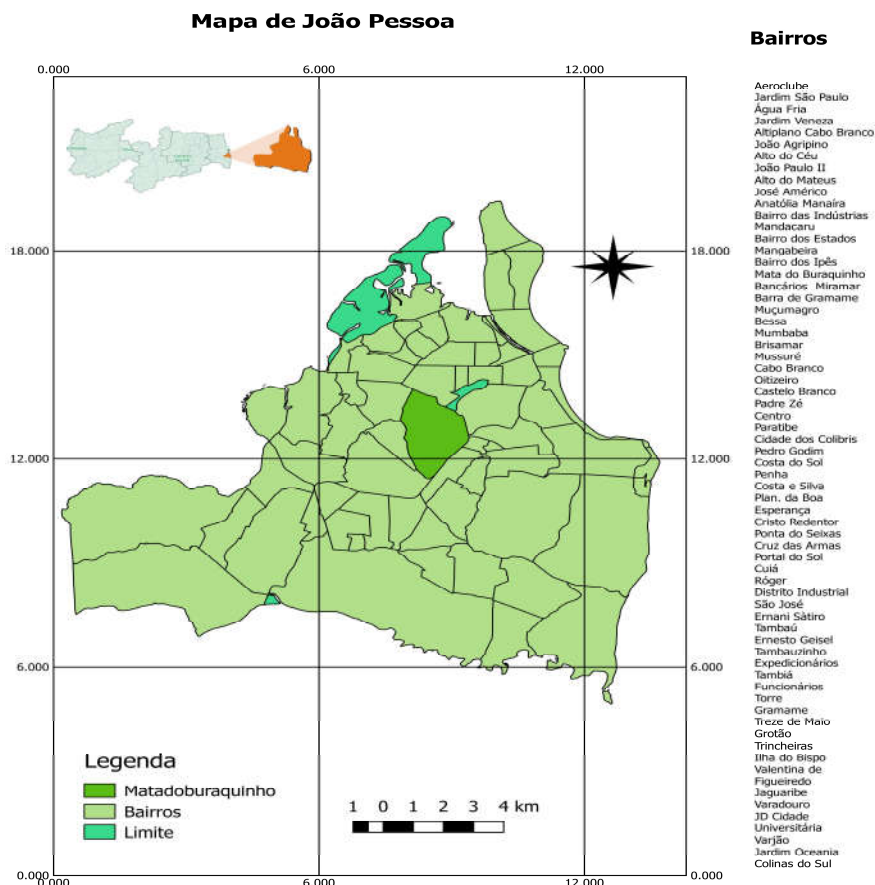 Mapa de João Pessoa
0.000
6.000
12.000
18.000
18.000
12.000
12.000
6.000
6.000
0.000
0.000
0.000
6.000
12.000
Legenda
Matadoburaquinho
Bairros
Limite
1 0 1 2 3 4 km
Bairros
Aeroclube
Jardim São Paulo
Água Fria
Jardim Veneza
Altiplano Cabo Branco
João Agripino
Alto do Céu
João Paulo II
Alto do Mateus
José Américo
Anatólia Manaíra
Bairro das Indústrias
Mandacaru
Bairro dos Estados
Mangabeira
Bairro dos Ipês
Mata do Buraquinho
Bancários Miramar
Barra de Gramame
Muçumagro
Bessa
Mumbaba
Brisamar
Mussuré
Cabo Branco
Oitizeiro
Castelo Branco
Padre Zé
Centro
Paratibe
Cidade dos Colibris
Pedro Godim
Costa do Sol
Penha
Costa e Silva
Plan. da Boa
Esperança
Cristo Redentor
Ponta do Seixas
Cruz das Armas
Portal do Sol
Cuiá
Róger
Distrito Industrial
São José
Ernani Sàtiro
Tambaú
Ernesto Geisel
Tambauzinho
Expedicionários
Tambiá
Funcionários
Torre
Gramame
Treze de Maio
Grotão
Trincheiras
Ilha do Bispo
Valentina de
Figueiredo
Jaguaribe
Varadouro
JD Cidade
Universitária
Varjão
Jardim Oceania
Colinas do Sul